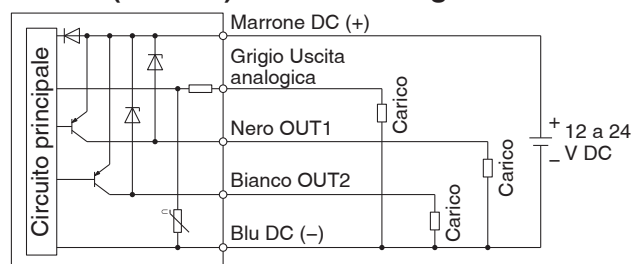 Marrone DC (+)
Grigio Uscita
analogica
Circuito principale
Carico
Nero OUT1
+ 12 a 24
– V DC
Carico
Bianco OUT2
Carico
Blu DC (–)